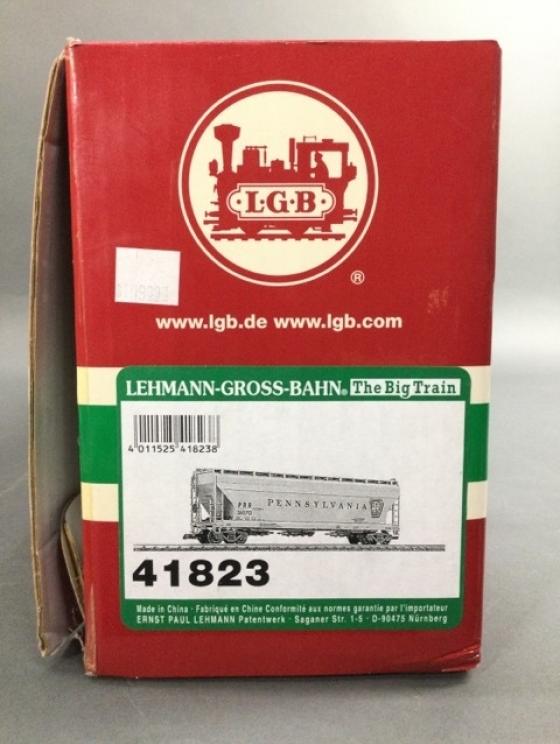 ·L·G·B·
®
www.lgb.de www.lgb.com
LEHMANN-GROSS-BAHN® The Big Train
4 011525 418238
PRR
PENNSYLVANIA
41823
Made in China · Fabriqué en Chine Conformité aux normes garantie par l'importateur
ERNST PAUL LEHMANN Patentwerk · Saganer Str. 1-5 · D-90475 Nürnberg